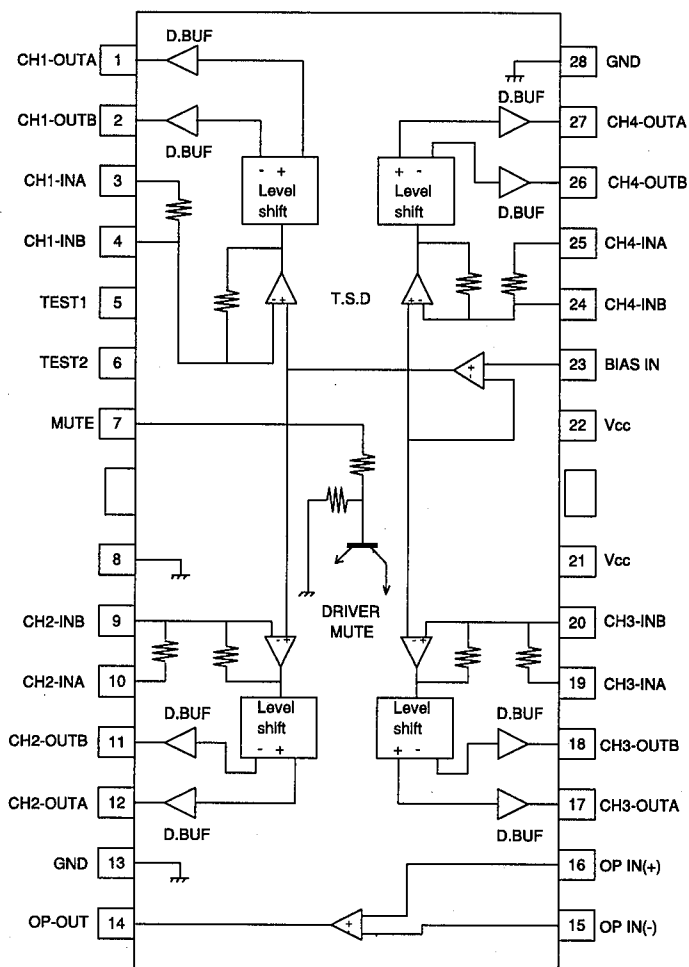 D.BUF
CH1-OUTA 1
28 GND
CH1-OUTB 2
D.BUF
D.BUF
27 CH4-OUTA
CH1-INA 3
- +
Level
shift
+ -
Level
shift
D.BUF
26 CH4-OUTB
CH1-INB 4
25 CH4-INA
TEST1 5
- +
T.S.D
+ -
24 CH4-INB
TEST2 6
+
-
23 BIAS IN
MUTE 7
22 Vcc
8
21 Vcc
DRIVER
MUTE
CH2-INB 9
- +
- +
20 CH3-INB
CH2-INA 10
19 CH3-INA
D.BUF
Level
shift
- +
Level
shift
+ -
D.BUF
CH2-OUTB 11
18 CH3-OUTB
CH2-OUTA 12
17 CH3-OUTA
D.BUF
D.BUF
GND 13
16 OP IN(+)
OP-OUT 14
+
15 OP IN(-)